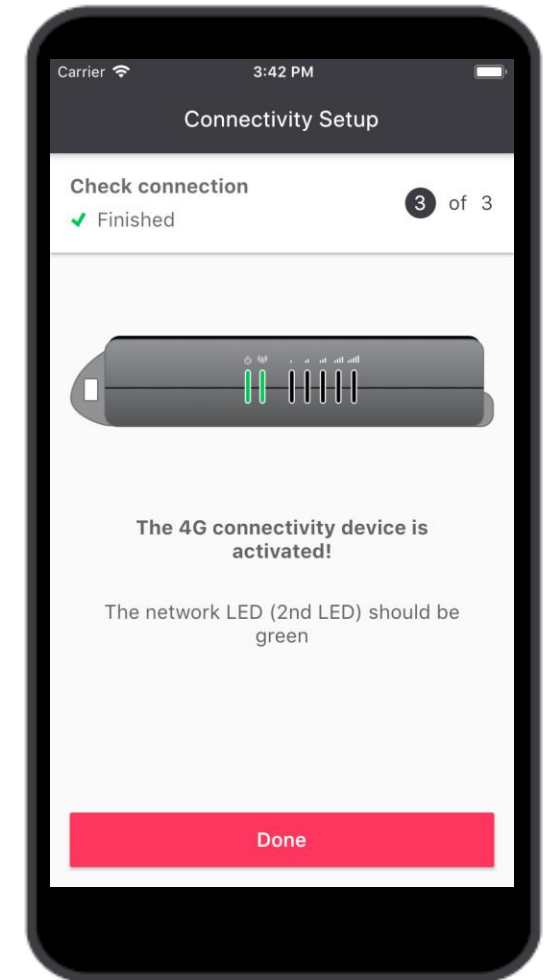 Carrier 3:42 PM
Connectivity Setup
Check connection
Finished
3 of 3
The 4G connectivity device is
activated!
The network LED (2nd LED) should be
green
Done